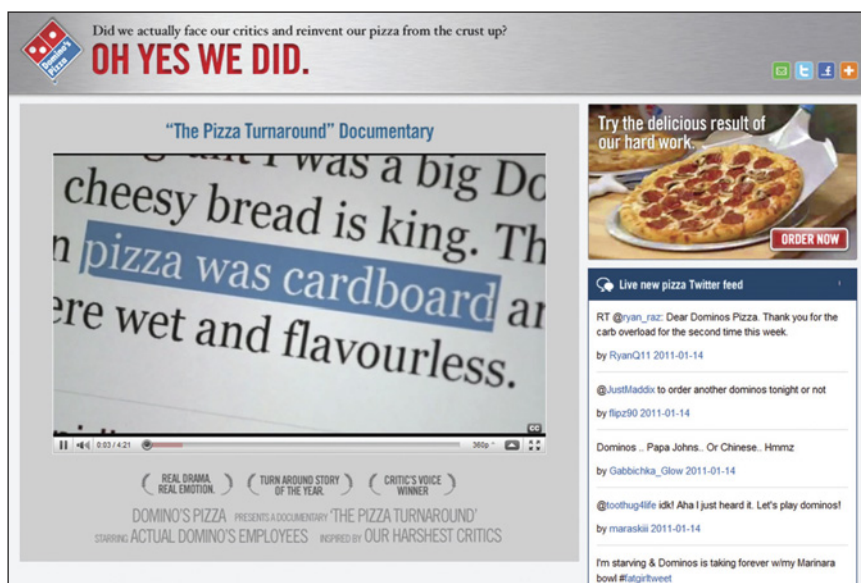 Domino's
Pizza
Did we actually face our critics and reinvent our pizza from the crust up?
OH YES WE DID.
"The Pizza Turnaround" Documentary
I was a big Do
cheesy bread is king. Th
pizza was cardboard
wet and flavourless.
CC
0:03 / 4:21
360p
REAL DRAMA.
REAL EMOTION.
TURN AROUND STORY
OF THE YEAR.
CRITIC'S VOICE
WINNER
DOMINO'S PIZZA PRESENTS A DOCUMENTARY 'THE PIZZA TURNAROUND'
STARRING ACTUAL DOMINO'S EMPLOYEES INSPIRED BY OUR HARSHEST CRITICS
Try the delicious result of
our hard work.
ORDER NOW
Live new pizza Twitter feed
RT @ryan_raz: Dear Dominos Pizza. Thank you for the
carb overload for the second time this week.
by RyanQ11 2011-01-14
@JustMaddix to order another dominos tonight or not
by flipz90 2011-01-14
Dominos .. Papa Johns.. Or Chinese.. Hmmz
by Gabbichka_Glow 2011-01-14
@toothug4life idk! Aha I just heard it. Let's play dominos!
by maraskiii 2011-01-14
I'm starving & Dominos is taking forever w/my Marinara
bowl #fatgirltweet